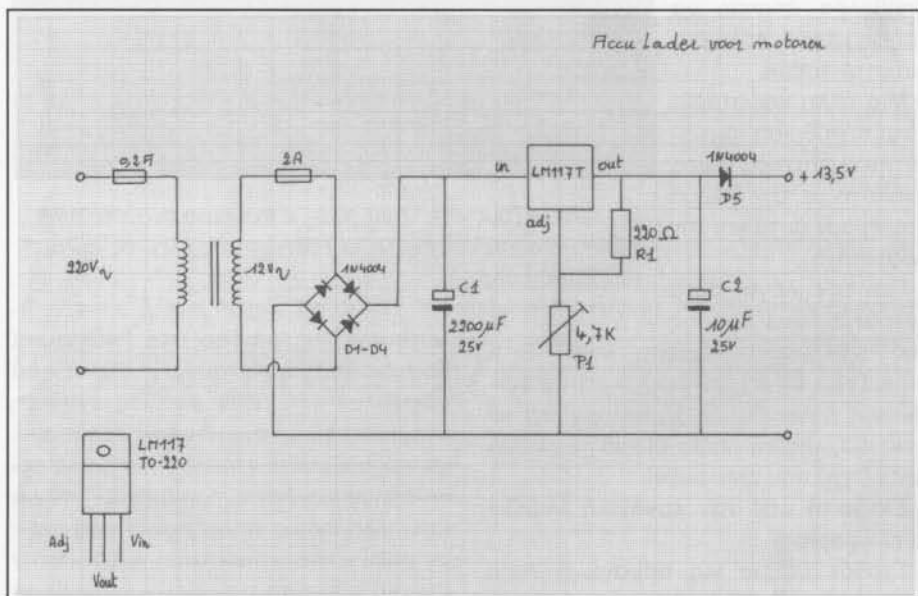 Accu Lader voor motoren
0,2A
2A
in
LM117T
out
adj
1N4004
D5
+ 13,5V
220Ω
R1
220V~
12V~
1N4004
D1-D4
C1
2200µF
25V
4,7K
P1
C2
10µF
25V
LM117
TO-220
Adj
Vin
Vout